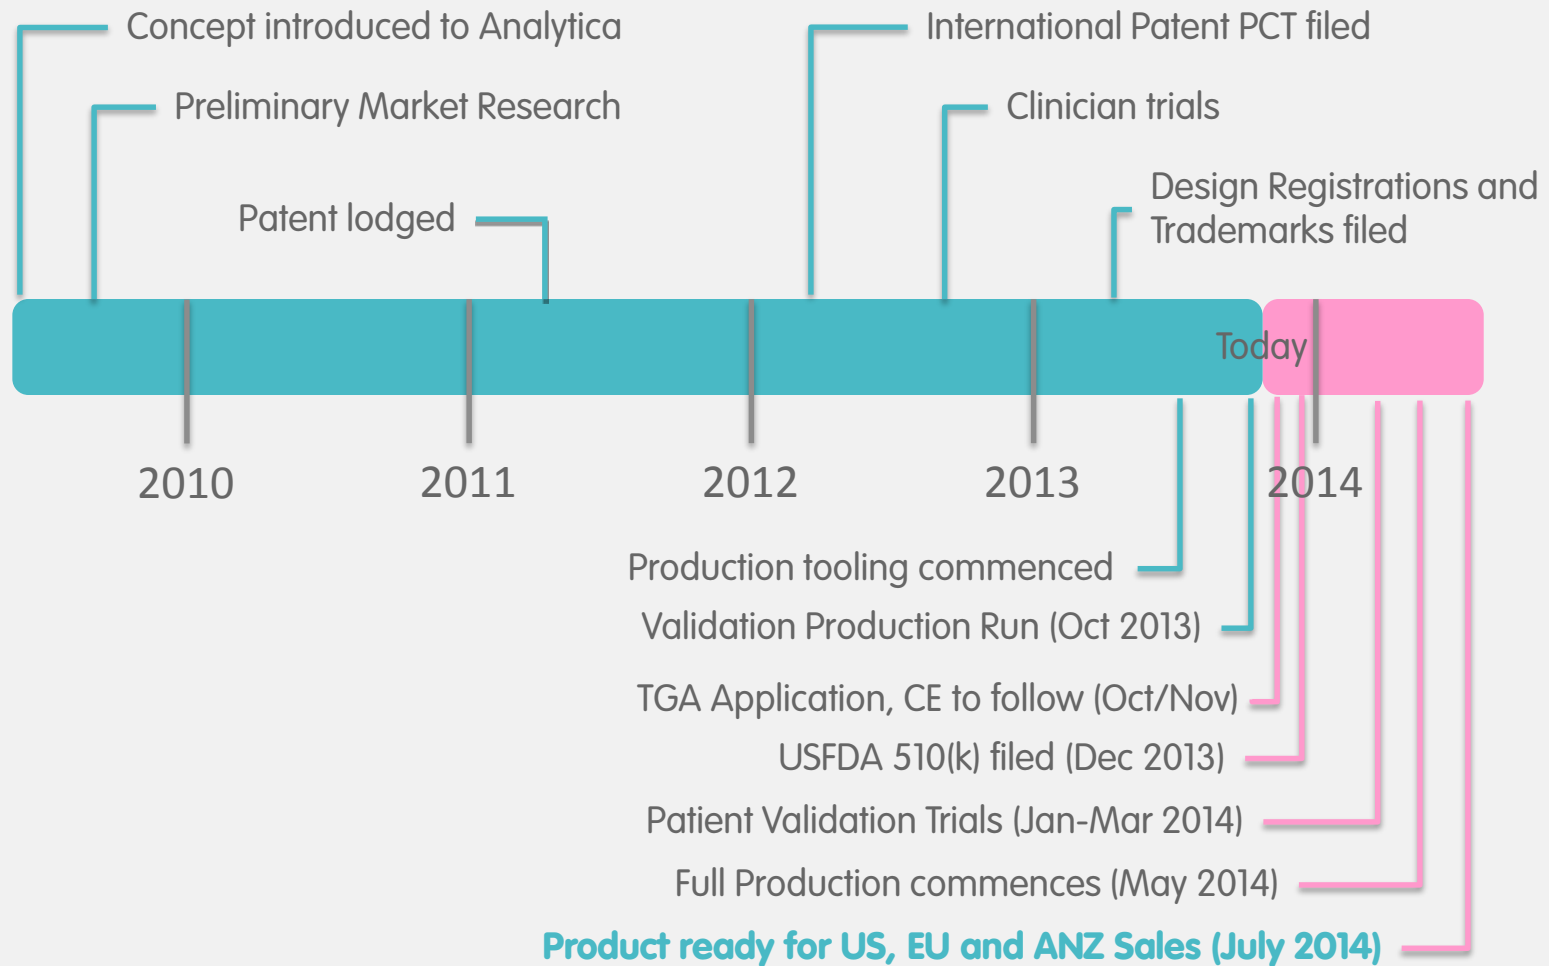 Concept introduced to Analytica
International Patent PCT filed
Preliminary Market Research
Clinician trials
Patent lodged
Design Registrations and
Trademarks filed
Today
2010
2011
2012
2013
2014
Production tooling commenced
Validation Production Run (Oct 2013)
TGA Application, CE to follow (Oct/Nov)
USFDA 510(k) filed (Dec 2013)
Patient Validation Trials (Jan-Mar 2014)
Full Production commences (May 2014)
Product ready for US, EU and ANZ Sales (July 2014)